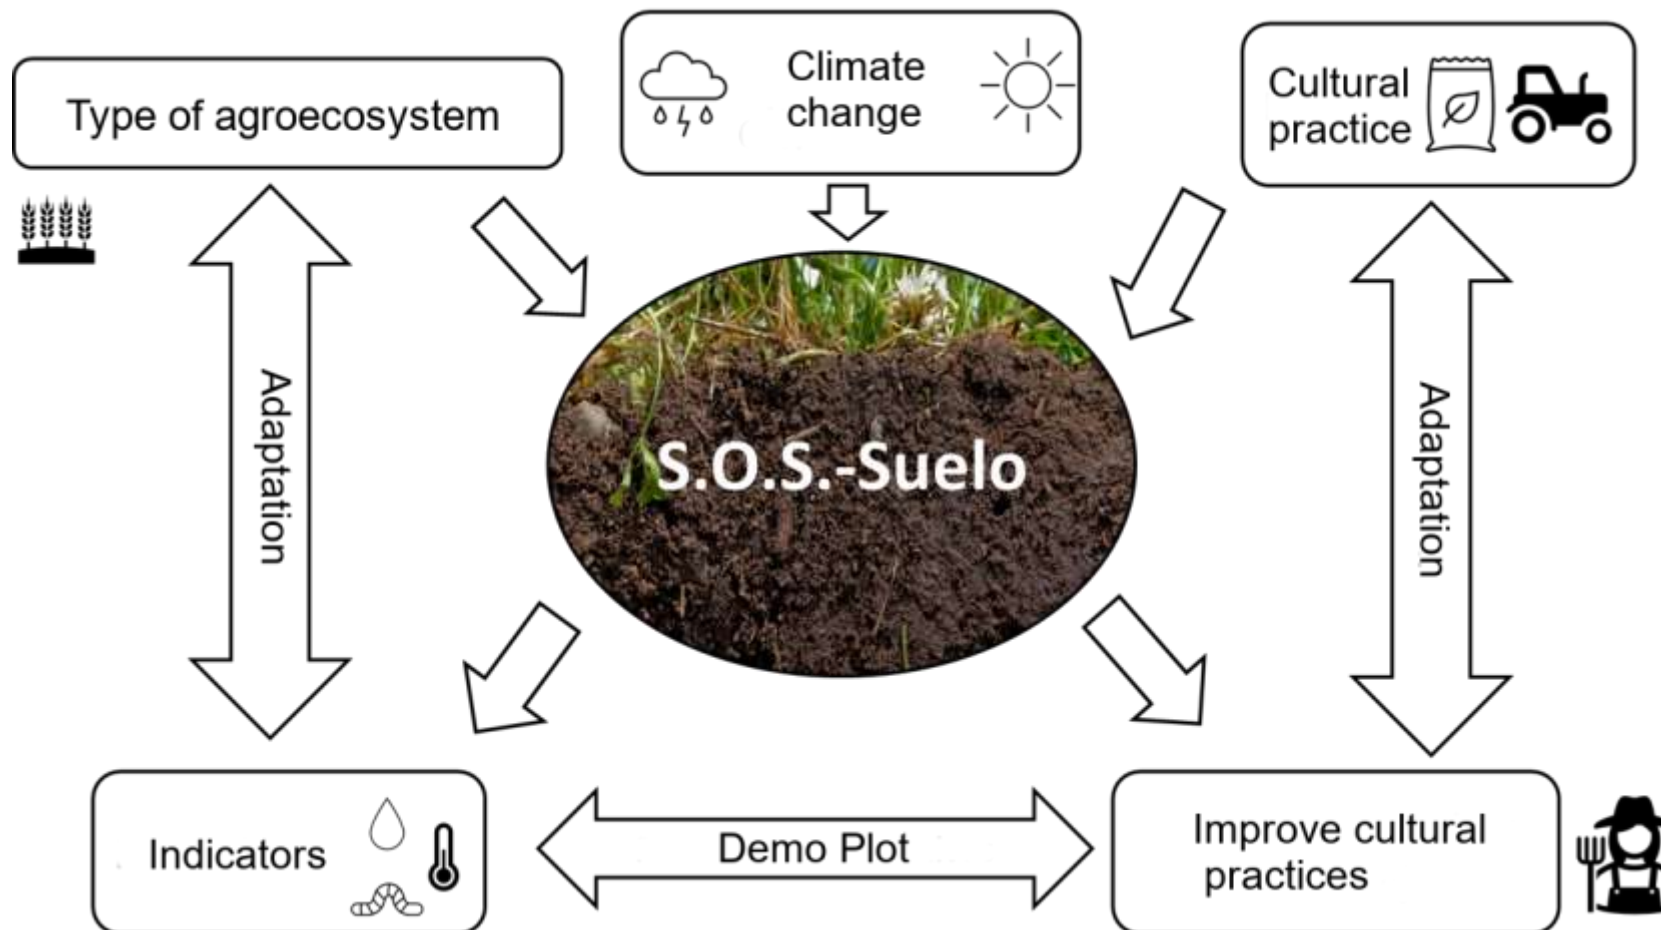 Type of agroecosystem
Climate
change
Cultural
practice
Adaptation
S.O.S.-Suelo
Adaptation
Indicators
Demo Plot
Improve cultural
practices